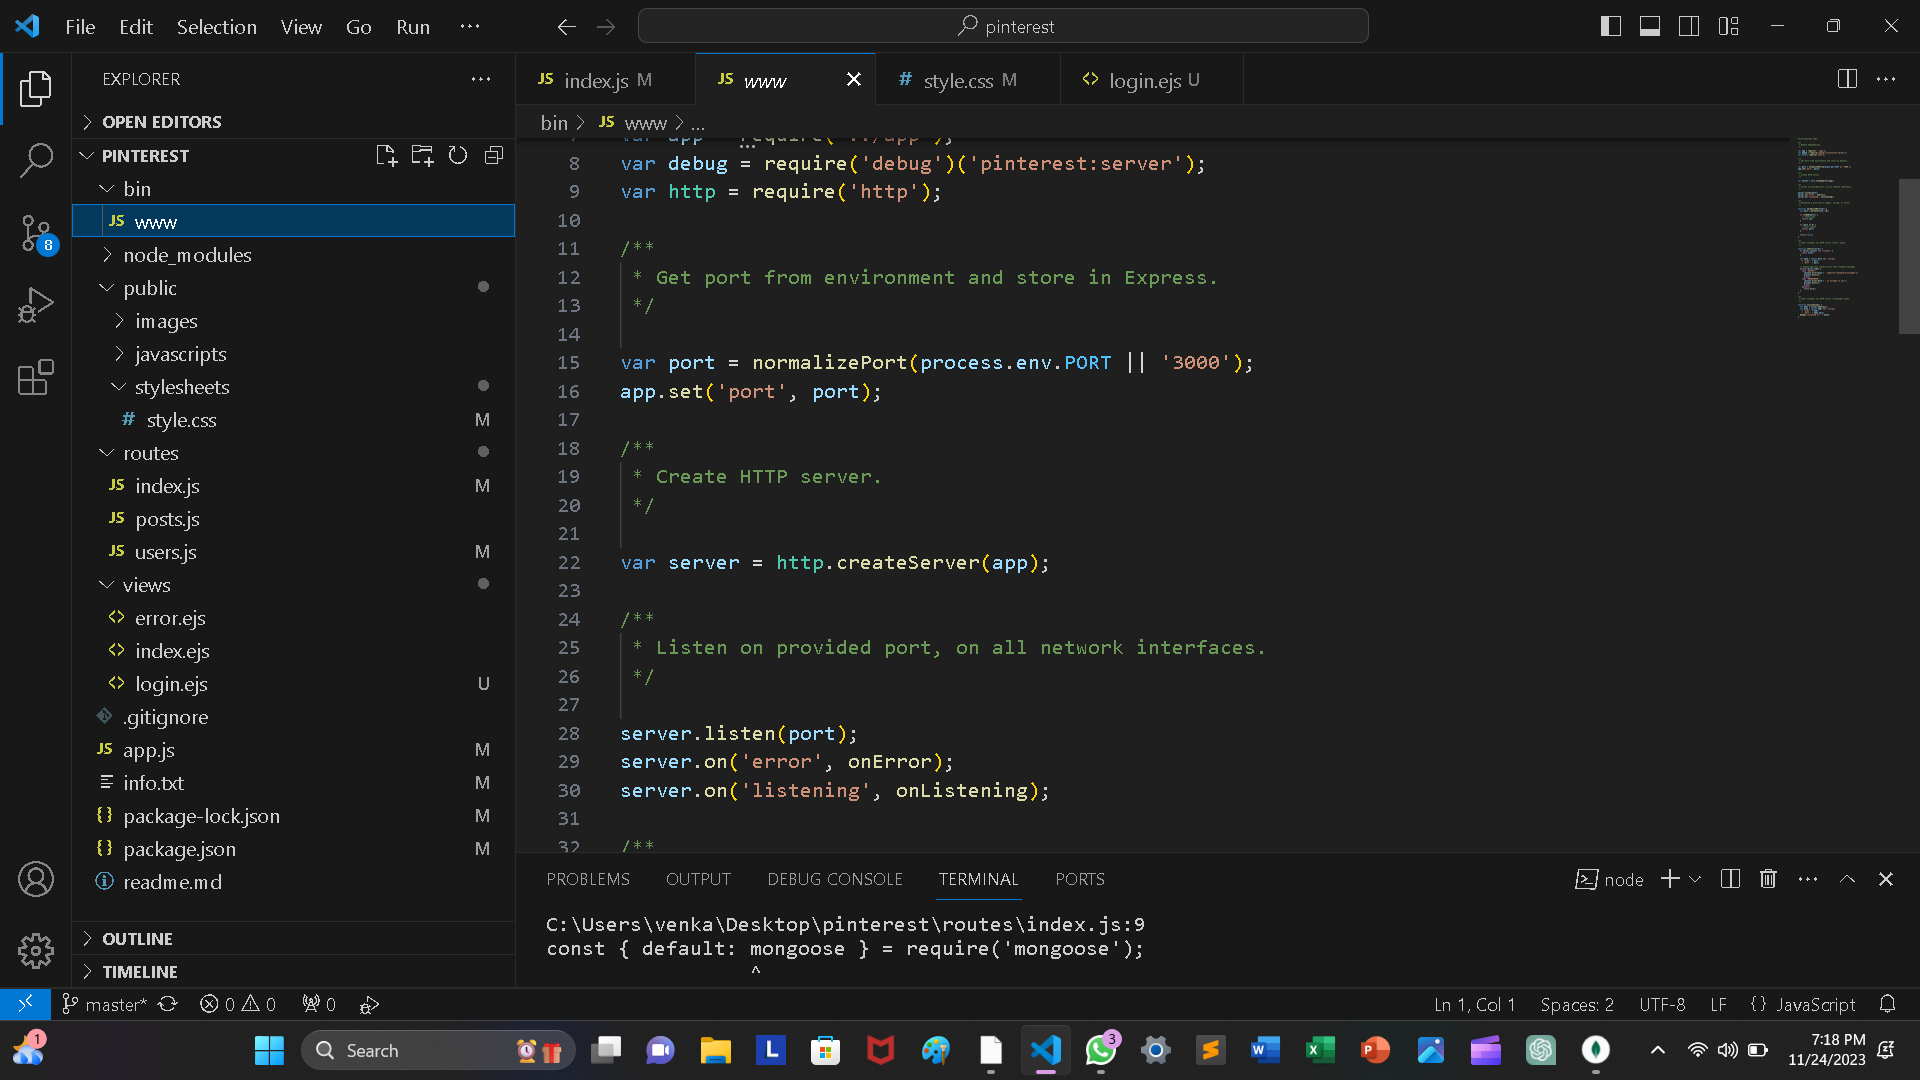 File Edit Selection View Go Run ···
pinterest
EXPLORER ···
OPEN EDITORS
PINTEREST
bin
JS www
node_modules
public
images
javascripts
stylesheets
# style.css M
routes
JS index.js M
JS posts.js
JS users.js M
views
<> error.ejs
<> index.ejs
<> login.ejs U
.gitignore
JS app.js M
info.txt M
{} package-lock.json M
{} package.json M
readme.md
OUTLINE
TIMELINE
8
JS index.js M
JS www
# style.css M
<> login.ejs U
bin > JS www > ...
7 var app = require('../app');
8 var debug = require('debug')('pinterest:server');
9 var http = require('http');
10
11 /**
12 * Get port from environment and store in Express.
13 */
14
15 var port = normalizePort(process.env.PORT || '3000');
16 app.set('port', port);
17
18 /**
19 * Create HTTP server.
20 */
21
22 var server = http.createServer(app);
23
24 /**
25 * Listen on provided port, on all network interfaces.
26 */
27
28 server.listen(port);
29 server.on('error', onError);
30 server.on('listening', onListening);
31
32 /**
PROBLEMS OUTPUT DEBUG CONSOLE TERMINAL PORTS
node
C:\Users\venka\Desktop\pinterest\routes\index.js:9
const { default: mongoose } = require('mongoose');
^
master* 0 0 0
Ln 1, Col 1 Spaces: 2 UTF-8 LF {} JavaScript
1
Search
L
3
W
X
P
7:18 PM
11/24/2023